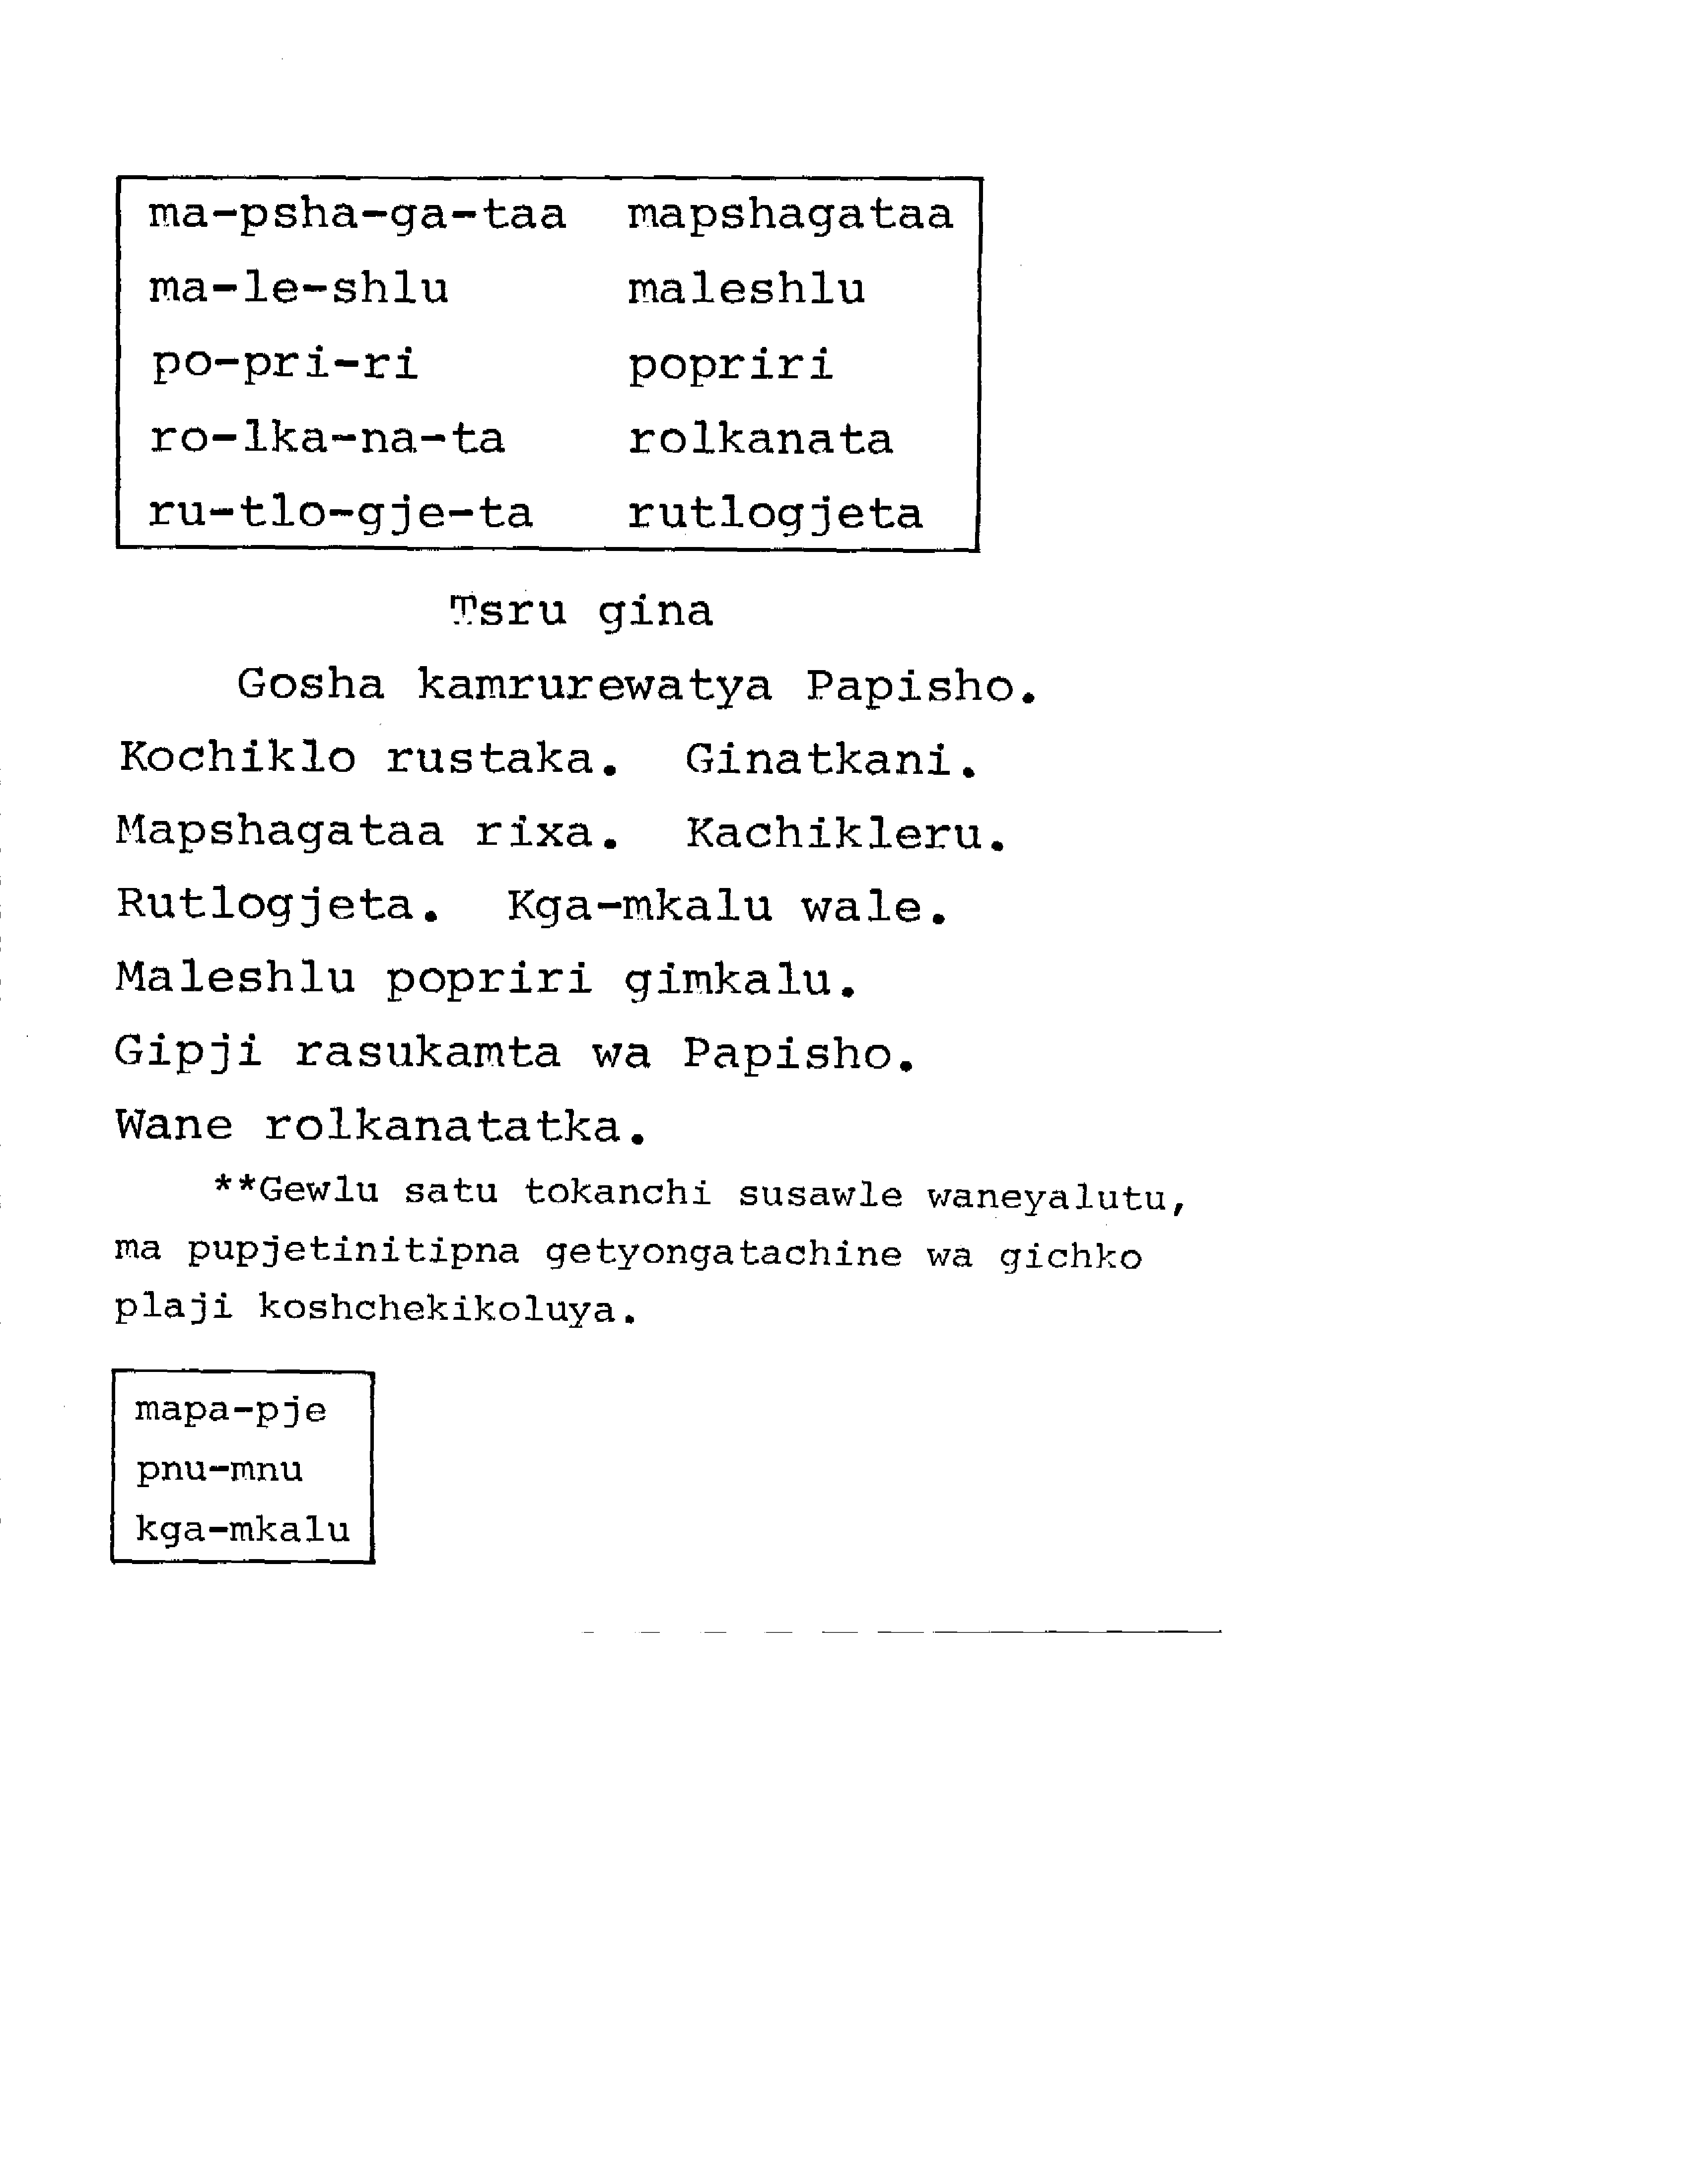 ma-psha-ga-taa mapshagataa
ma-le-shlu maleshlu
po-pri-ri popriri
ro-lka-na-ta rolkanata
ru-tlo-gje-ta rutlogjeta
Tsru gina
Gosha kamrurewatya Papisho.
Kochiklo rustaka. Ginatkani.
Mapshagataa rixa. Kachikleru.
Rutlogjeta. Kga-mkalu wale.
Maleshlu popriri gimkalu.
Gipji rasukamta wa Papisho.
Wane rolkanatatka.
**Gewlu satu tokanchi susawle waneyalutu,
ma pupjetinitipna getyongatachine wa gichko
plaji koshchekikoluya.
mapa-pje
pnu-mnu
kga-mkalu